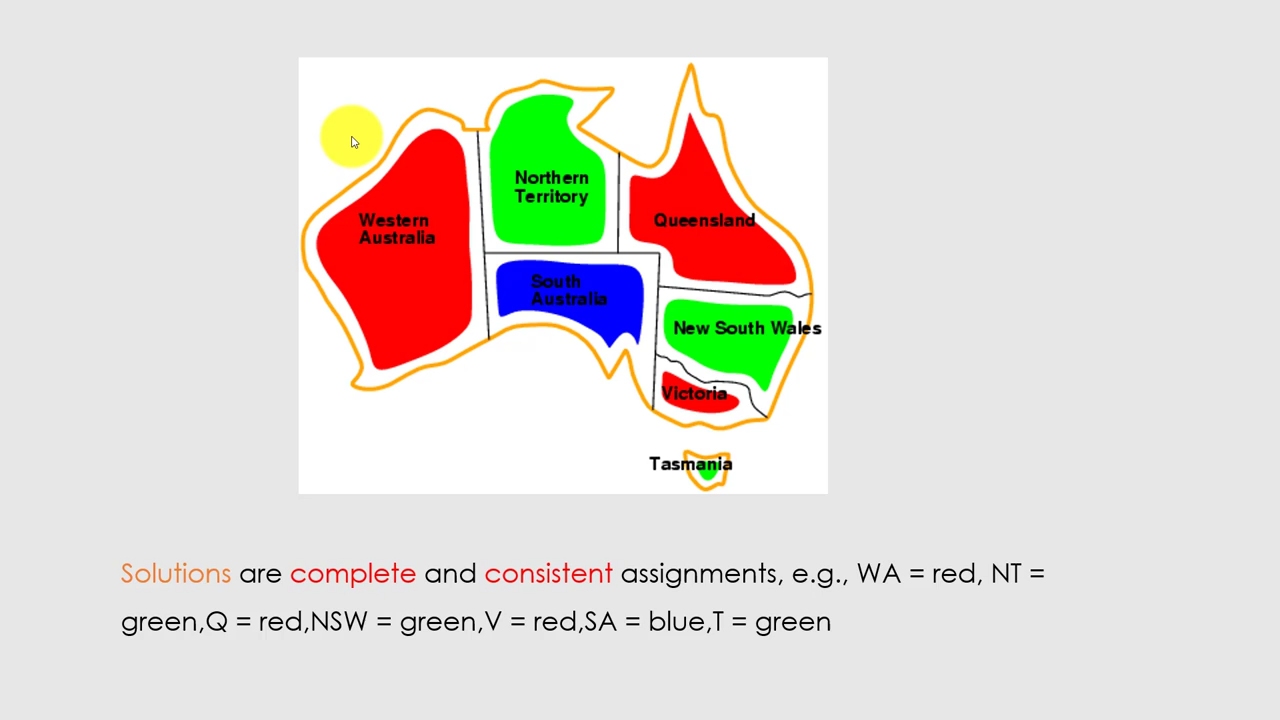 Northern
Territory
Western
Australia
Queensland
South
Australia
New South Wales
Victoria
Tasmania
Solutions are complete and consistent assignments, e.g., WA = red, NT =
green,Q = red,NSW = green,V = red,SA = blue,T = green